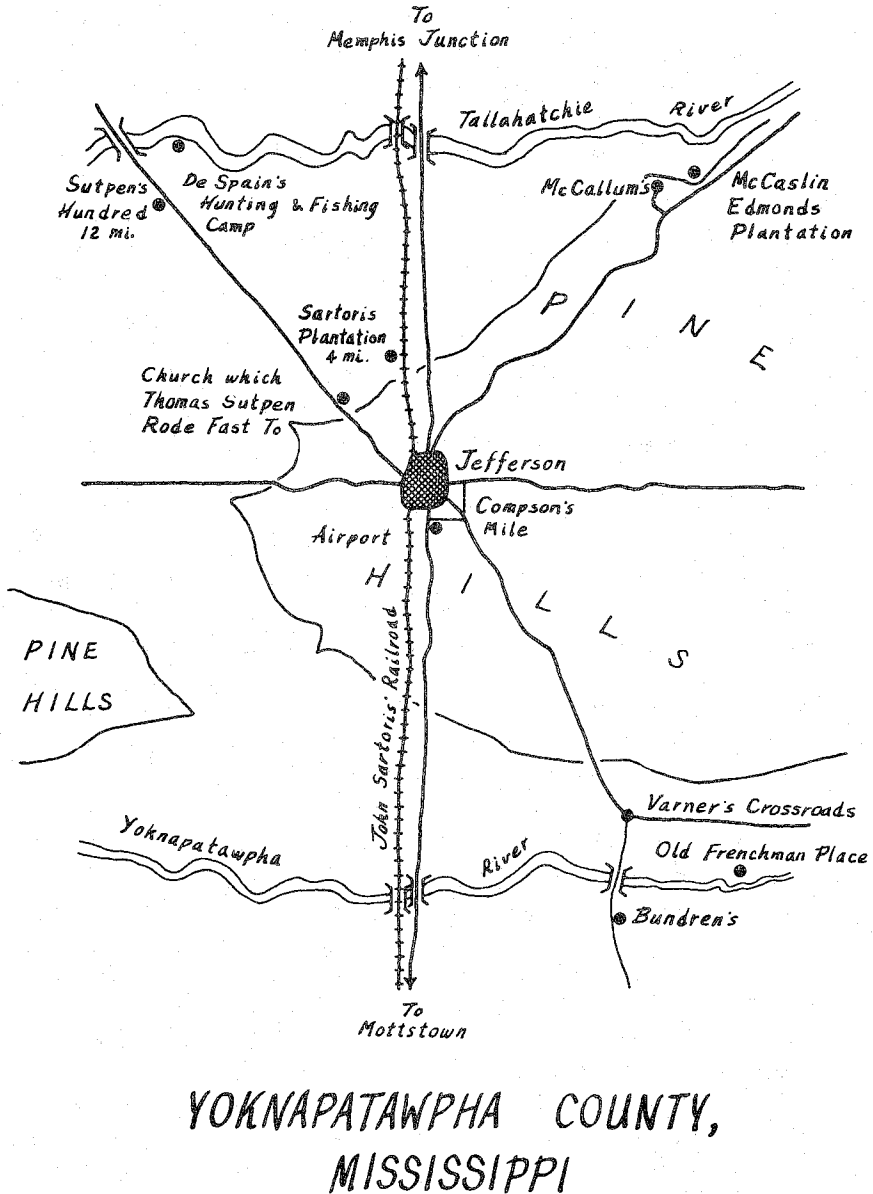 To
Memphis Junction
Tallahatchie River
Sutpen's
Hundred
12 mi.
De Spain's
Hunting & Fishing
Camp
McCallum's
McCaslin
Edmonds
Plantation
PINE
Sartoris
Plantation
4 mi.
Church which
Thomas Sutpen
Rode Fast To
Jefferson
Compson's
Mile
Airport
HILLS
PINE
HILLS
John Sartoris' Railroad
Varner's Crossroads
Yoknapatawpha River
Old Frenchman Place
Bundren's
To
Mottstown
YOKNAPATAWPHA COUNTY,
MISSISSIPPI